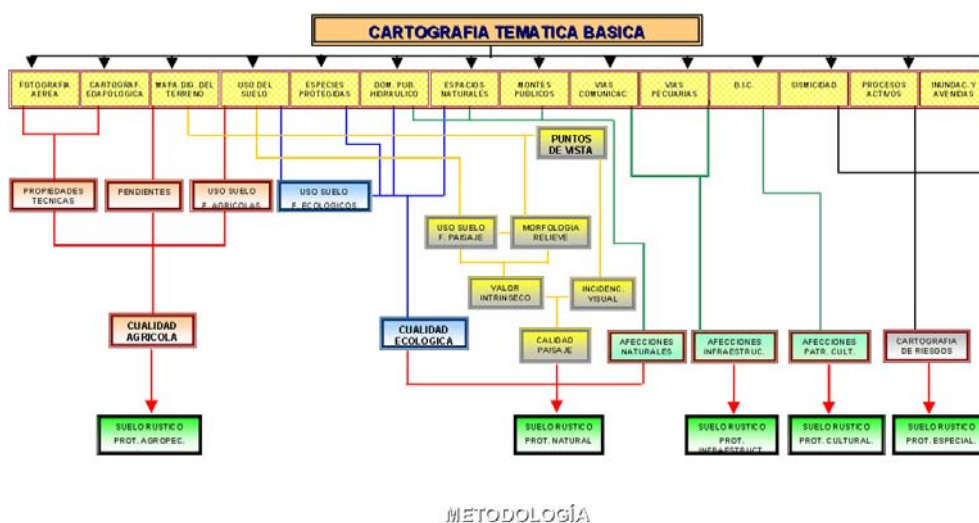 CARTOGRAFIA TEMATICA BASICA
FOTOGRAFIA
AEREA
CARTOGRAF.
EDAFOLOGICA
MAPA DIG. DEL
TERRENO
USO DEL
SUELO
ESPECIES
PROTEGIDAS
DOM. PUB.
HIDRAULICO
ESPACIOS
NATURALES
MONTES
PUBLICOS
VIAS
COMUNICAC.
VIAS
PECUARIAS
B.I.C.
SISMICIDAD
PROCESOS
ACTIVOS
INUNDAC. Y
AVENIDAS
PUNTOS
DE VISTA
PROPIEDADES
TECNICAS
PENDIENTES
USO SUELO
F. AGRICOLAS
USO SUELO
F. ECOLOGICOS
USO SUELO
F. PAISAJE
MORFOLOGIA
RELIEVE
VALOR
INTRINSECO
INCIDENC.
VISUAL
CUALIDAD
AGRICOLA
CUALIDAD
ECOLOGICA
CALIDAD
PAISAJE
AFECCIONES
NATURALES
AFECCIONES
INFRAESTRUC.
AFECCIONES
PATR. CULT.
CARTOGRAFIA
DE RIESGOS
SUELO RUSTICO
PROT. AGROPEC.
SUELO RUSTICO
PROT. NATURAL
SUELO RUSTICO
PROT.
INFRAESTRUCT.
SUELO RUSTICO
PROT. CULTURAL.
SUELO RUSTICO
PROT. ESPECIAL.
METODOLOGÍA